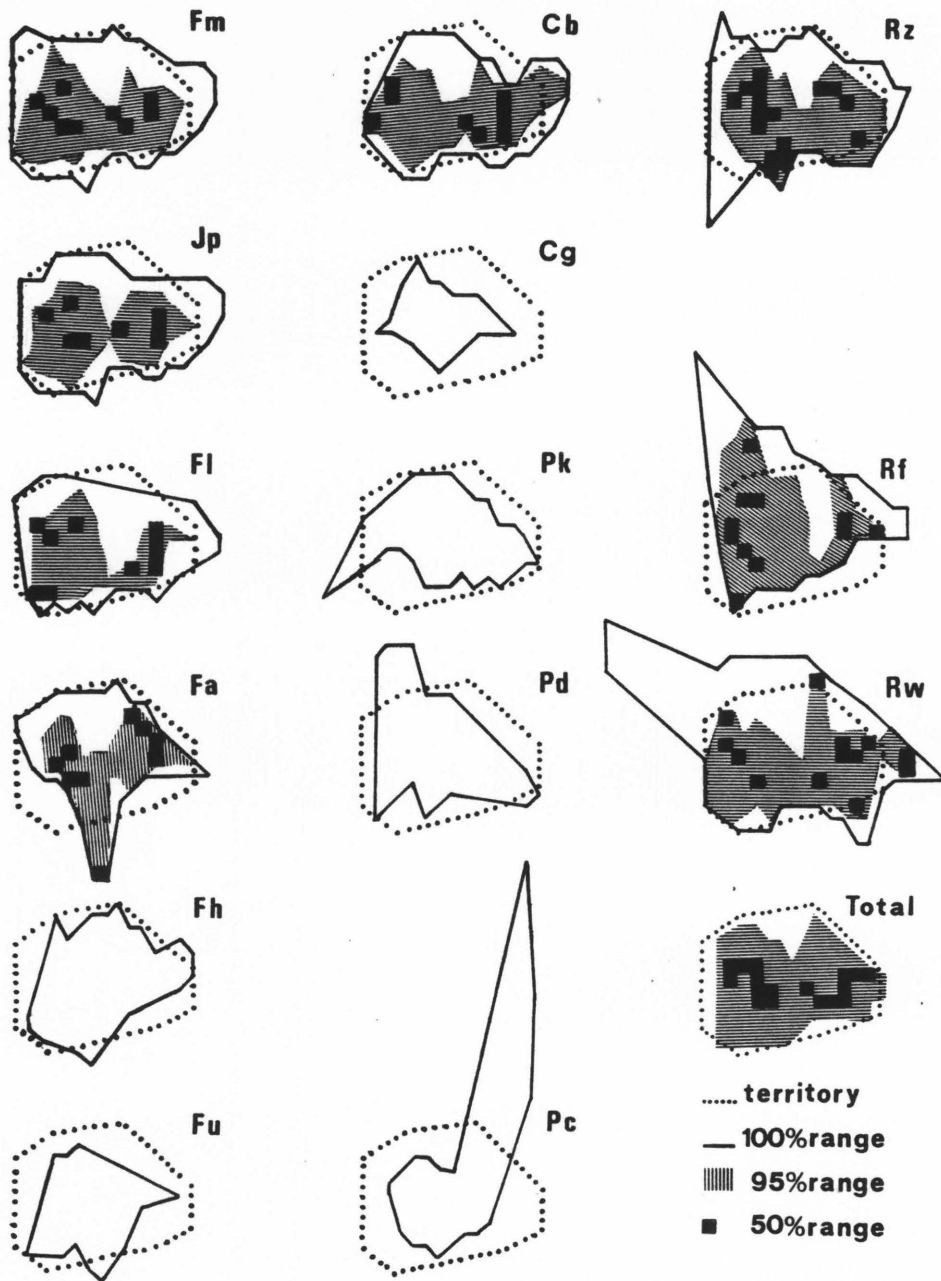 Fm
Cb
Rz
Jp
Cg
Fl
Pk
Rf
Fa
Pd
Rw
Fh
Total
Fu
Pc
territory
100%range
95%range
50%range